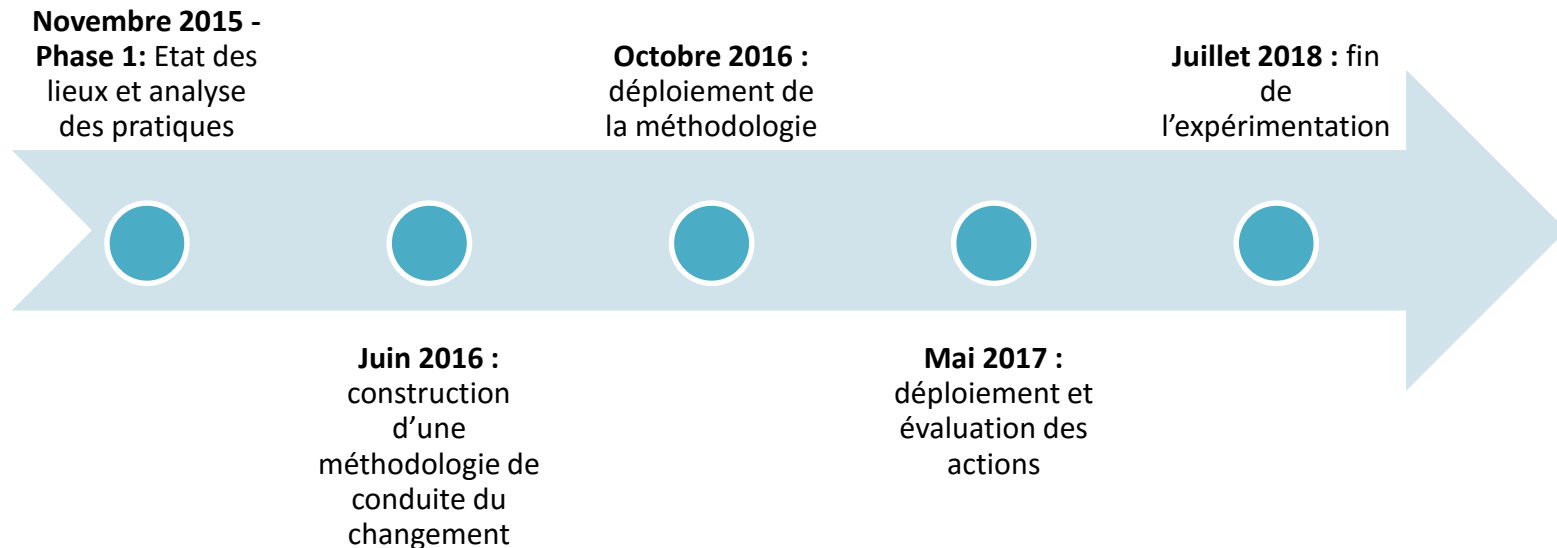 Novembre 2015 -
Phase 1: Etat des
lieux et analyse
des pratiques
Juin 2016 :
construction
d’une
méthodologie de
conduite du
changement
Octobre 2016 :
déploiement de
la méthodologie
Mai 2017 :
déploiement et
évaluation des
actions
Juillet 2018 : fin
de
l’expérimentation